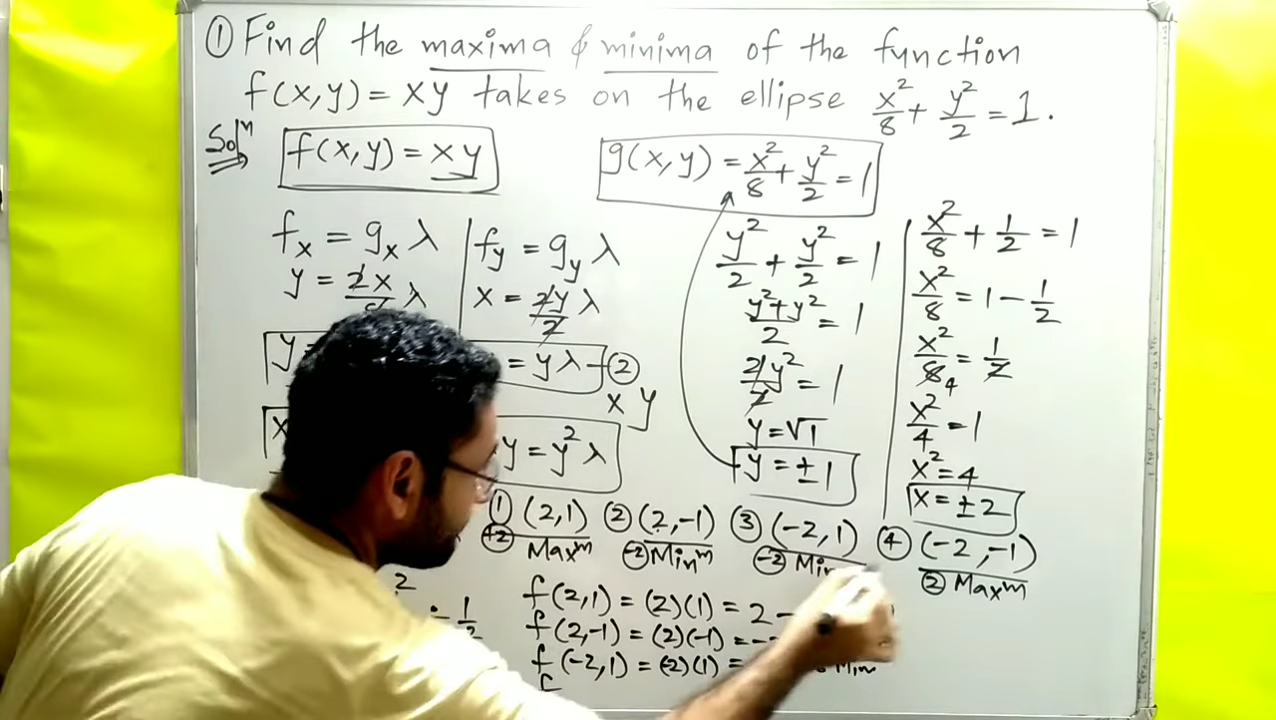 ① Find the maxima & minima of the function
f(x,y) = xy takes on the ellipse x²/8 + y²/2 = 1.
Solⁿ
f(x,y) = xy
g(x,y) = x²/8 + y²/2 = 1
fx = gx λ
y = 2x/ λ
y =
fy = gy λ
x = 2y/2 λ
= yλ — ②
x y
y = y²λ
y²/2 + y²/2 = 1
y²+y²/2 = 1
2y²/2 = 1
y = √1
y = ±1
x²/8 + 1/2 = 1
x²/8 = 1 - 1/2
x²/8 4 = 1/2
x²/4 = 1
x² = 4
x = ±2
① (2,1) ② (2,-1) ③ (-2,1) ④ (-2,-1)
+2 Maxᵐ -2 Minᵐ -2 Min 2 Maxᵐ
2
1/2
f(2,1) = (2)(1) = 2 -
f(2,-1) = (2)(-1) = -
f(-2,1) = (-2)(1) = Min